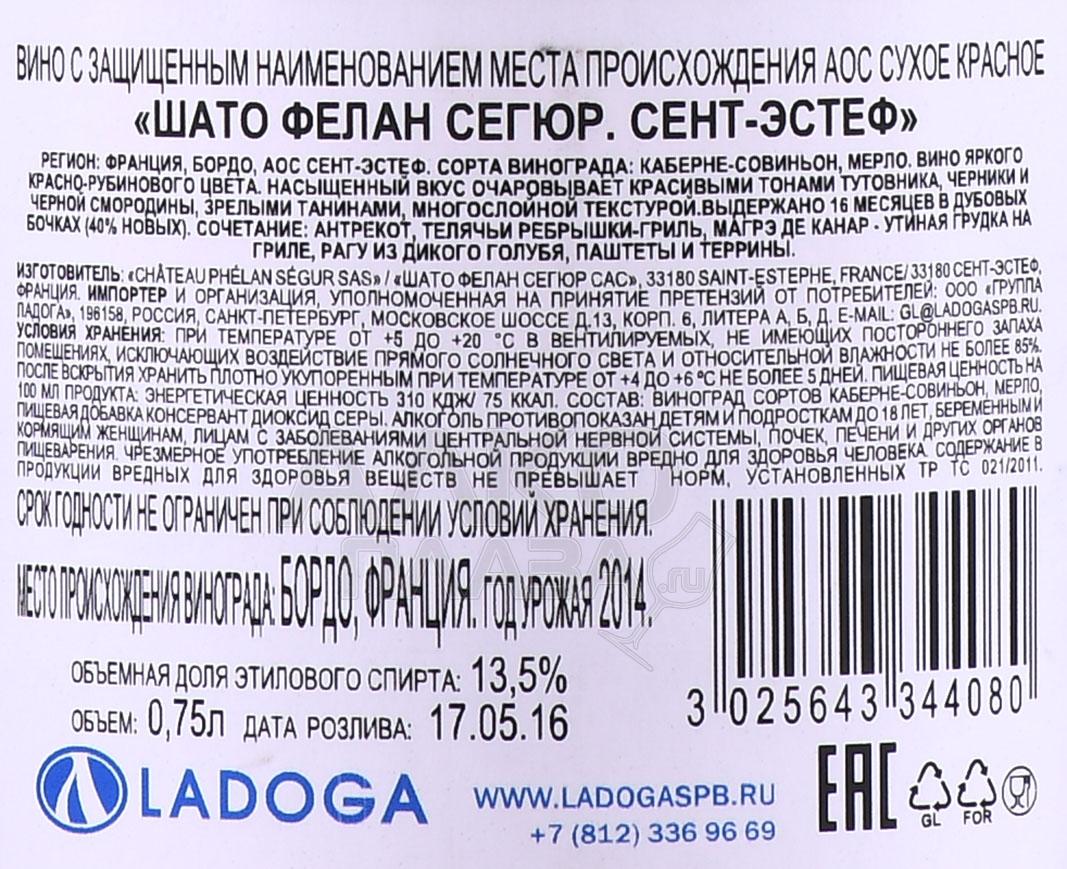 ВИНО С ЗАЩИЩЕННЫМ НАИМЕНОВАНИЕМ МЕСТА ПРОИСХОЖДЕНИЯ АОС СУХОЕ КРАСНОЕ
«ШАТО ФЕЛАН СЕГЮР. СЕНТ-ЭСТЕФ»
РЕГИОН: ФРАНЦИЯ, БОРДО, АОС СЕНТ-ЭСТЕФ. СОРТА ВИНОГРАДА: КАБЕРНЕ-СОВИНЬОН, МЕРЛО. ВИНО ЯРКОГО
КРАСНО-РУБИНОВОГО ЦВЕТА. НАСЫЩЕННЫЙ ВКУС ОЧАРОВЫВАЕТ КРАСИВЫМИ ТОНАМИ ТУТОВНИКА, ЧЕРНИКИ И
ЧЕРНОЙ СМОРОДИНЫ, ЗРЕЛЫМИ ТАНИНАМИ, МНОГОСЛОЙНОЙ ТЕКСТУРОЙ.ВЫДЕРЖАНО 16 МЕСЯЦЕВ В ДУБОВЫХ
БОЧКАХ (40% НОВЫХ). СОЧЕТАНИЕ: АНТРЕКОТ, ТЕЛЯЧЬИ РЕБРЫШКИ-ГРИЛЬ, МАГРЭ ДЕ КАНАР - УТИНАЯ ГРУДКА НА
ГРИЛЕ, РАГУ ИЗ ДИКОГО ГОЛУБЯ, ПАШТЕТЫ И ТЕРРИНЫ.
ИЗГОТОВИТЕЛЬ: «CHÂTEAU PHÉLAN SÉGUR SAS» / «ШАТО ФЕЛАН СЕГЮР САС», 33180 SAINT-ESTEPHE, FRANCE/ 33180 СЕНТ-ЭСТЕФ,
ФРАНЦИЯ. ИМПОРТЕР И ОРГАНИЗАЦИЯ, УПОЛНОМОЧЕННАЯ НА ПРИНЯТИЕ ПРЕТЕНЗИЙ ОТ ПОТРЕБИТЕЛЕЙ: ООО «ГРУППА
ЛАДОГА», 196158, РОССИЯ, САНКТ-ПЕТЕРБУРГ, МОСКОВСКОЕ ШОССЕ Д.13, КОРП. 6, ЛИТЕРА А, Б, Д. E-MAIL: GL@LADOGASPB.RU.
УСЛОВИЯ ХРАНЕНИЯ: ПРИ ТЕМПЕРАТУРЕ ОТ +5 ДО +20 °С В ВЕНТИЛИРУЕМЫХ, НЕ ИМЕЮЩИХ ПОСТОРОННЕГО ЗАПАХА
ПОМЕЩЕНИЯХ, ИСКЛЮЧАЮЩИХ ВОЗДЕЙСТВИЕ ПРЯМОГО СОЛНЕЧНОГО СВЕТА И ОТНОСИТЕЛЬНОЙ ВЛАЖНОСТИ НЕ БОЛЕЕ 85%.
ПОСЛЕ ВСКРЫТИЯ ХРАНИТЬ ПЛОТНО УКУПОРЕННЫМ ПРИ ТЕМПЕРАТУРЕ ОТ +4 ДО +6 °С НЕ БОЛЕЕ 5 ДНЕЙ. ПИЩЕВАЯ ЦЕННОСТЬ НА
100 МЛ ПРОДУКТА: ЭНЕРГЕТИЧЕСКАЯ ЦЕННОСТЬ 310 КДЖ/ 75 ККАЛ. СОСТАВ: ВИНОГРАД СОРТОВ КАБЕРНЕ-СОВИНЬОН, МЕРЛО,
ПИЩЕВАЯ ДОБАВКА КОНСЕРВАНТ ДИОКСИД СЕРЫ. АЛКОГОЛЬ ПРОТИВОПОКАЗАН ДЕТЯМ И ПОДРОСТКАМ ДО 18 ЛЕТ, БЕРЕМЕННЫМ И
КОРМЯЩИМ ЖЕНЩИНАМ, ЛИЦАМ С ЗАБОЛЕВАНИЯМИ ЦЕНТРАЛЬНОЙ НЕРВНОЙ СИСТЕМЫ, ПОЧЕК, ПЕЧЕНИ И ДРУГИХ ОРГАНОВ
ПИЩЕВАРЕНИЯ. ЧРЕЗМЕРНОЕ УПОТРЕБЛЕНИЕ АЛКОГОЛЬНОЙ ПРОДУКЦИИ ВРЕДНО ДЛЯ ЗДОРОВЬЯ ЧЕЛОВЕКА. СОДЕРЖАНИЕ В
ПРОДУКЦИИ ВРЕДНЫХ ДЛЯ ЗДОРОВЬЯ ВЕЩЕСТВ НЕ ПРЕВЫШАЕТ НОРМ, УСТАНОВЛЕННЫХ ТР ТС 021/2011.
СРОК ГОДНОСТИ НЕ ОГРАНИЧЕН ПРИ СОБЛЮДЕНИИ УСЛОВИЙ ХРАНЕНИЯ.
МЕСТО ПРОИСХОЖДЕНИЯ ВИНОГРАДА: БОРДО, ФРАНЦИЯ. ГОД УРОЖАЯ 2014.
ОБЪЕМНАЯ ДОЛЯ ЭТИЛОВОГО СПИРТА: 13,5%
ОБЪЕМ: 0,75л ДАТА РОЗЛИВА: 17.05.16
3 025643 344080
LADOGA
WWW.LADOGASPB.RU
+7 (812) 336 96 69
EAC
GL
FOR